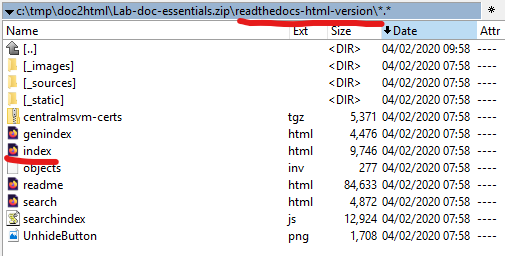 c:\tmp\doc2html\Lab-doc-essentials.zip\readthedocs-html-version\*.*
Name Ext Size Date Attr
[..] <DIR> 04/02/2020 09:58 ----
[_images] <DIR> 04/02/2020 07:58 ----
[_sources] <DIR> 04/02/2020 07:58 ----
[_static] <DIR> 04/02/2020 07:58 ----
centralmsvm-certs tgz 5,371 04/02/2020 07:58 ----
genindex html 4,476 04/02/2020 07:58 ----
index html 9,746 04/02/2020 07:58 ----
objects inv 277 04/02/2020 07:58 ----
readme html 84,633 04/02/2020 07:58 ----
search html 4,872 04/02/2020 07:58 ----
searchindex js 12,924 04/02/2020 07:58 ----
UnhideButton png 1,708 04/02/2020 07:58 ----